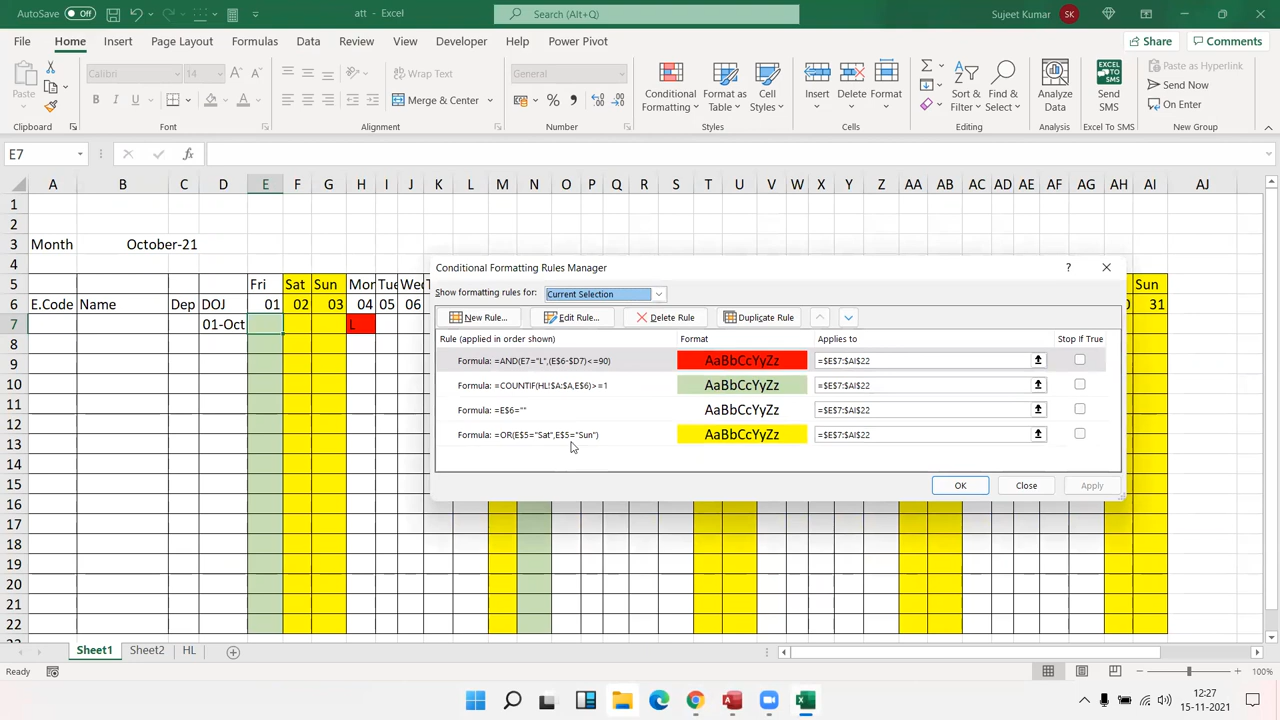 AutoSave Off att - Excel Search (Alt+Q) Sujeet Kumar SK
File Home Insert Page Layout Formulas Data Review View Developer Help Power Pivot Share Comments
Paste Calibri 14 Wrap Text General Conditional Formatting Format as Table Cell Styles Insert Delete Format Sort & Filter Find & Select Analyze Data Send SMS Paste as Hyperlink
Send Now
B I U Merge & Center On Enter
Clipboard Font Alignment Number Styles Cells Editing Analysis Excel To SMS New Group
E7 fx
A B C D E F G H I J K L M N O P Q R S T U V W X Y Z AA AB AC AD AE AF AG AH AI AJ
1
2
3 Month October-21
4
5 Fri Sat Sun Mor Tue Wed T Sun
6 E.Code Name Dep DOJ 01 02 03 04 05 06 0 31
7 01-Oct L
8
9
10
11
12
13
14
15
16
17
18
19
20
21
22
Conditional Formatting Rules Manager ?
Show formatting rules for: Current Selection
New Rule... Edit Rule... Delete Rule Duplicate Rule
Rule (applied in order shown) Format Applies to Stop If True
Formula: =AND(E7="L",(E$6-$D7)<=90) AaBbCcYyZz =$E$7:$AI$22
Formula: =COUNTIF(HL!$A:$A,E$6)>=1 AaBbCcYyZz =$E$7:$AI$22
Formula: =E$6="" AaBbCcYyZz =$E$7:$AI$22
Formula: =OR(E$5="Sat",E$5="Sun") AaBbCcYyZz =$E$7:$AI$22
OK Close Apply
Sheet1 Sheet2 HL
Ready 100%
12:27
15-11-2021